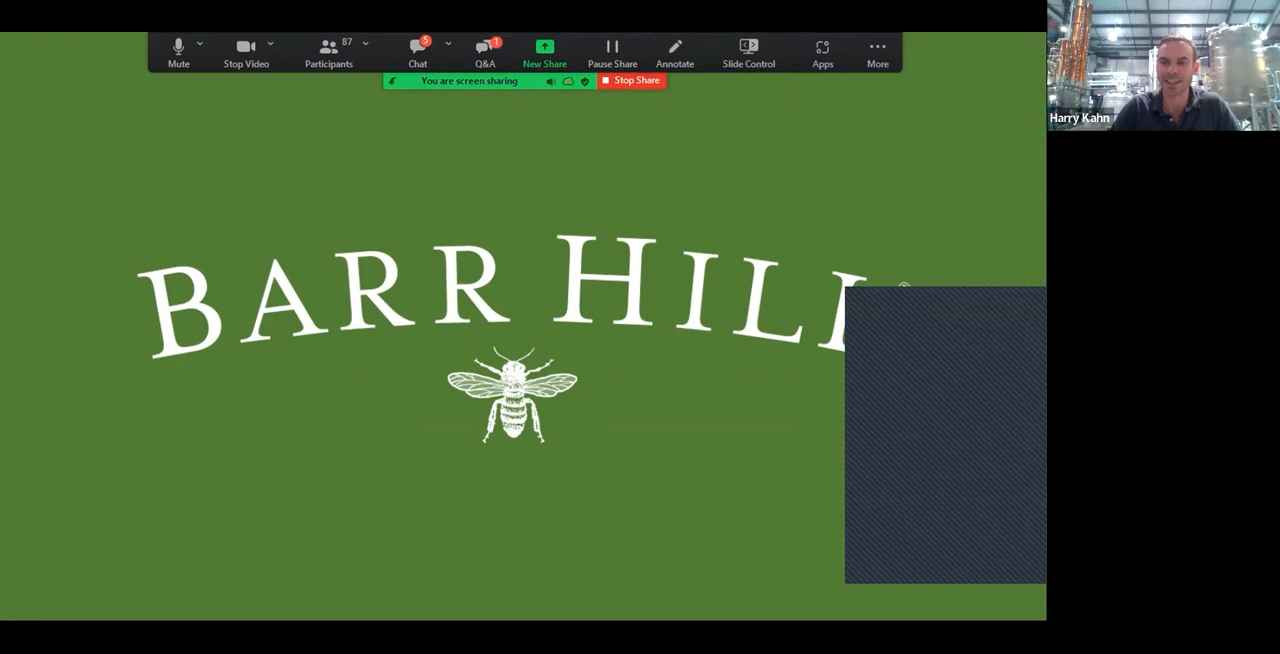 87
5
1
Mute
Stop Video
Participants
Chat
Q&A
New Share
Pause Share
Annotate
Slide Control
Apps
More
You are screen sharing
Stop Share
Harry Kahn
BARR HILL